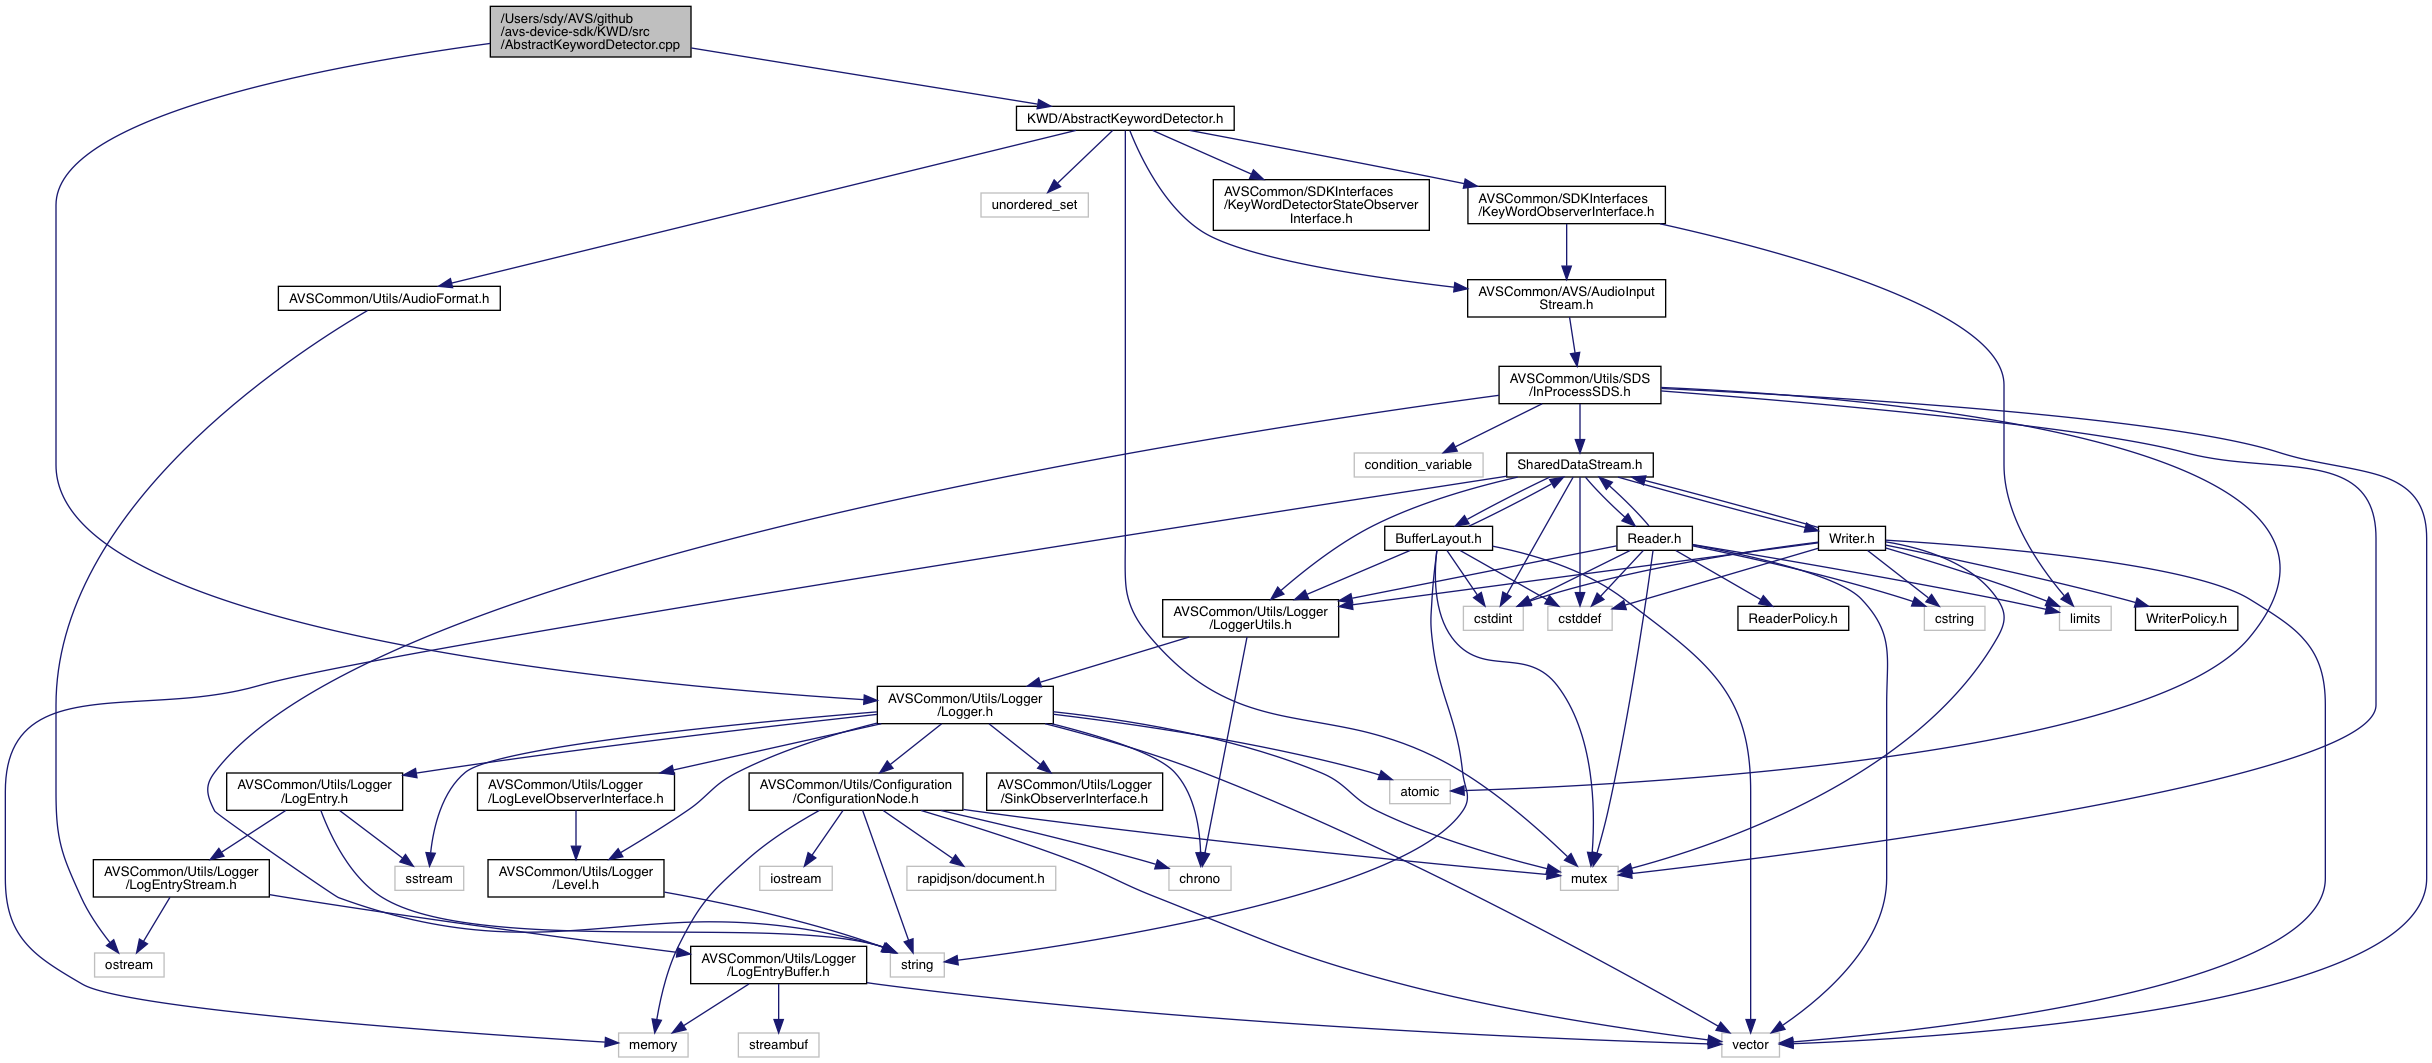 /Users/sdy/AVS/github
/avs-device-sdk/KWD/src
/AbstractKeywordDetector.cpp
KWD/AbstractKeywordDetector.h
unordered_set
AVSCommon/SDKInterfaces
/KeyWordDetectorStateObserver
Interface.h
AVSCommon/SDKInterfaces
/KeyWordObserverInterface.h
AVSCommon/Utils/AudioFormat.h
AVSCommon/AVS/AudioInput
Stream.h
AVSCommon/Utils/SDS
/InProcessSDS.h
condition_variable
SharedDataStream.h
BufferLayout.h
Reader.h
Writer.h
AVSCommon/Utils/Logger
/LoggerUtils.h
cstdint
cstddef
ReaderPolicy.h
cstring
limits
WriterPolicy.h
AVSCommon/Utils/Logger
/Logger.h
AVSCommon/Utils/Logger
/LogEntry.h
AVSCommon/Utils/Logger
/LogLevelObserverInterface.h
AVSCommon/Utils/Configuration
/ConfigurationNode.h
AVSCommon/Utils/Logger
/SinkObserverInterface.h
atomic
AVSCommon/Utils/Logger
/LogEntryStream.h
sstream
AVSCommon/Utils/Logger
/Level.h
iostream
rapidjson/document.h
chrono
mutex
ostream
AVSCommon/Utils/Logger
/LogEntryBuffer.h
string
memory
streambuf
vector